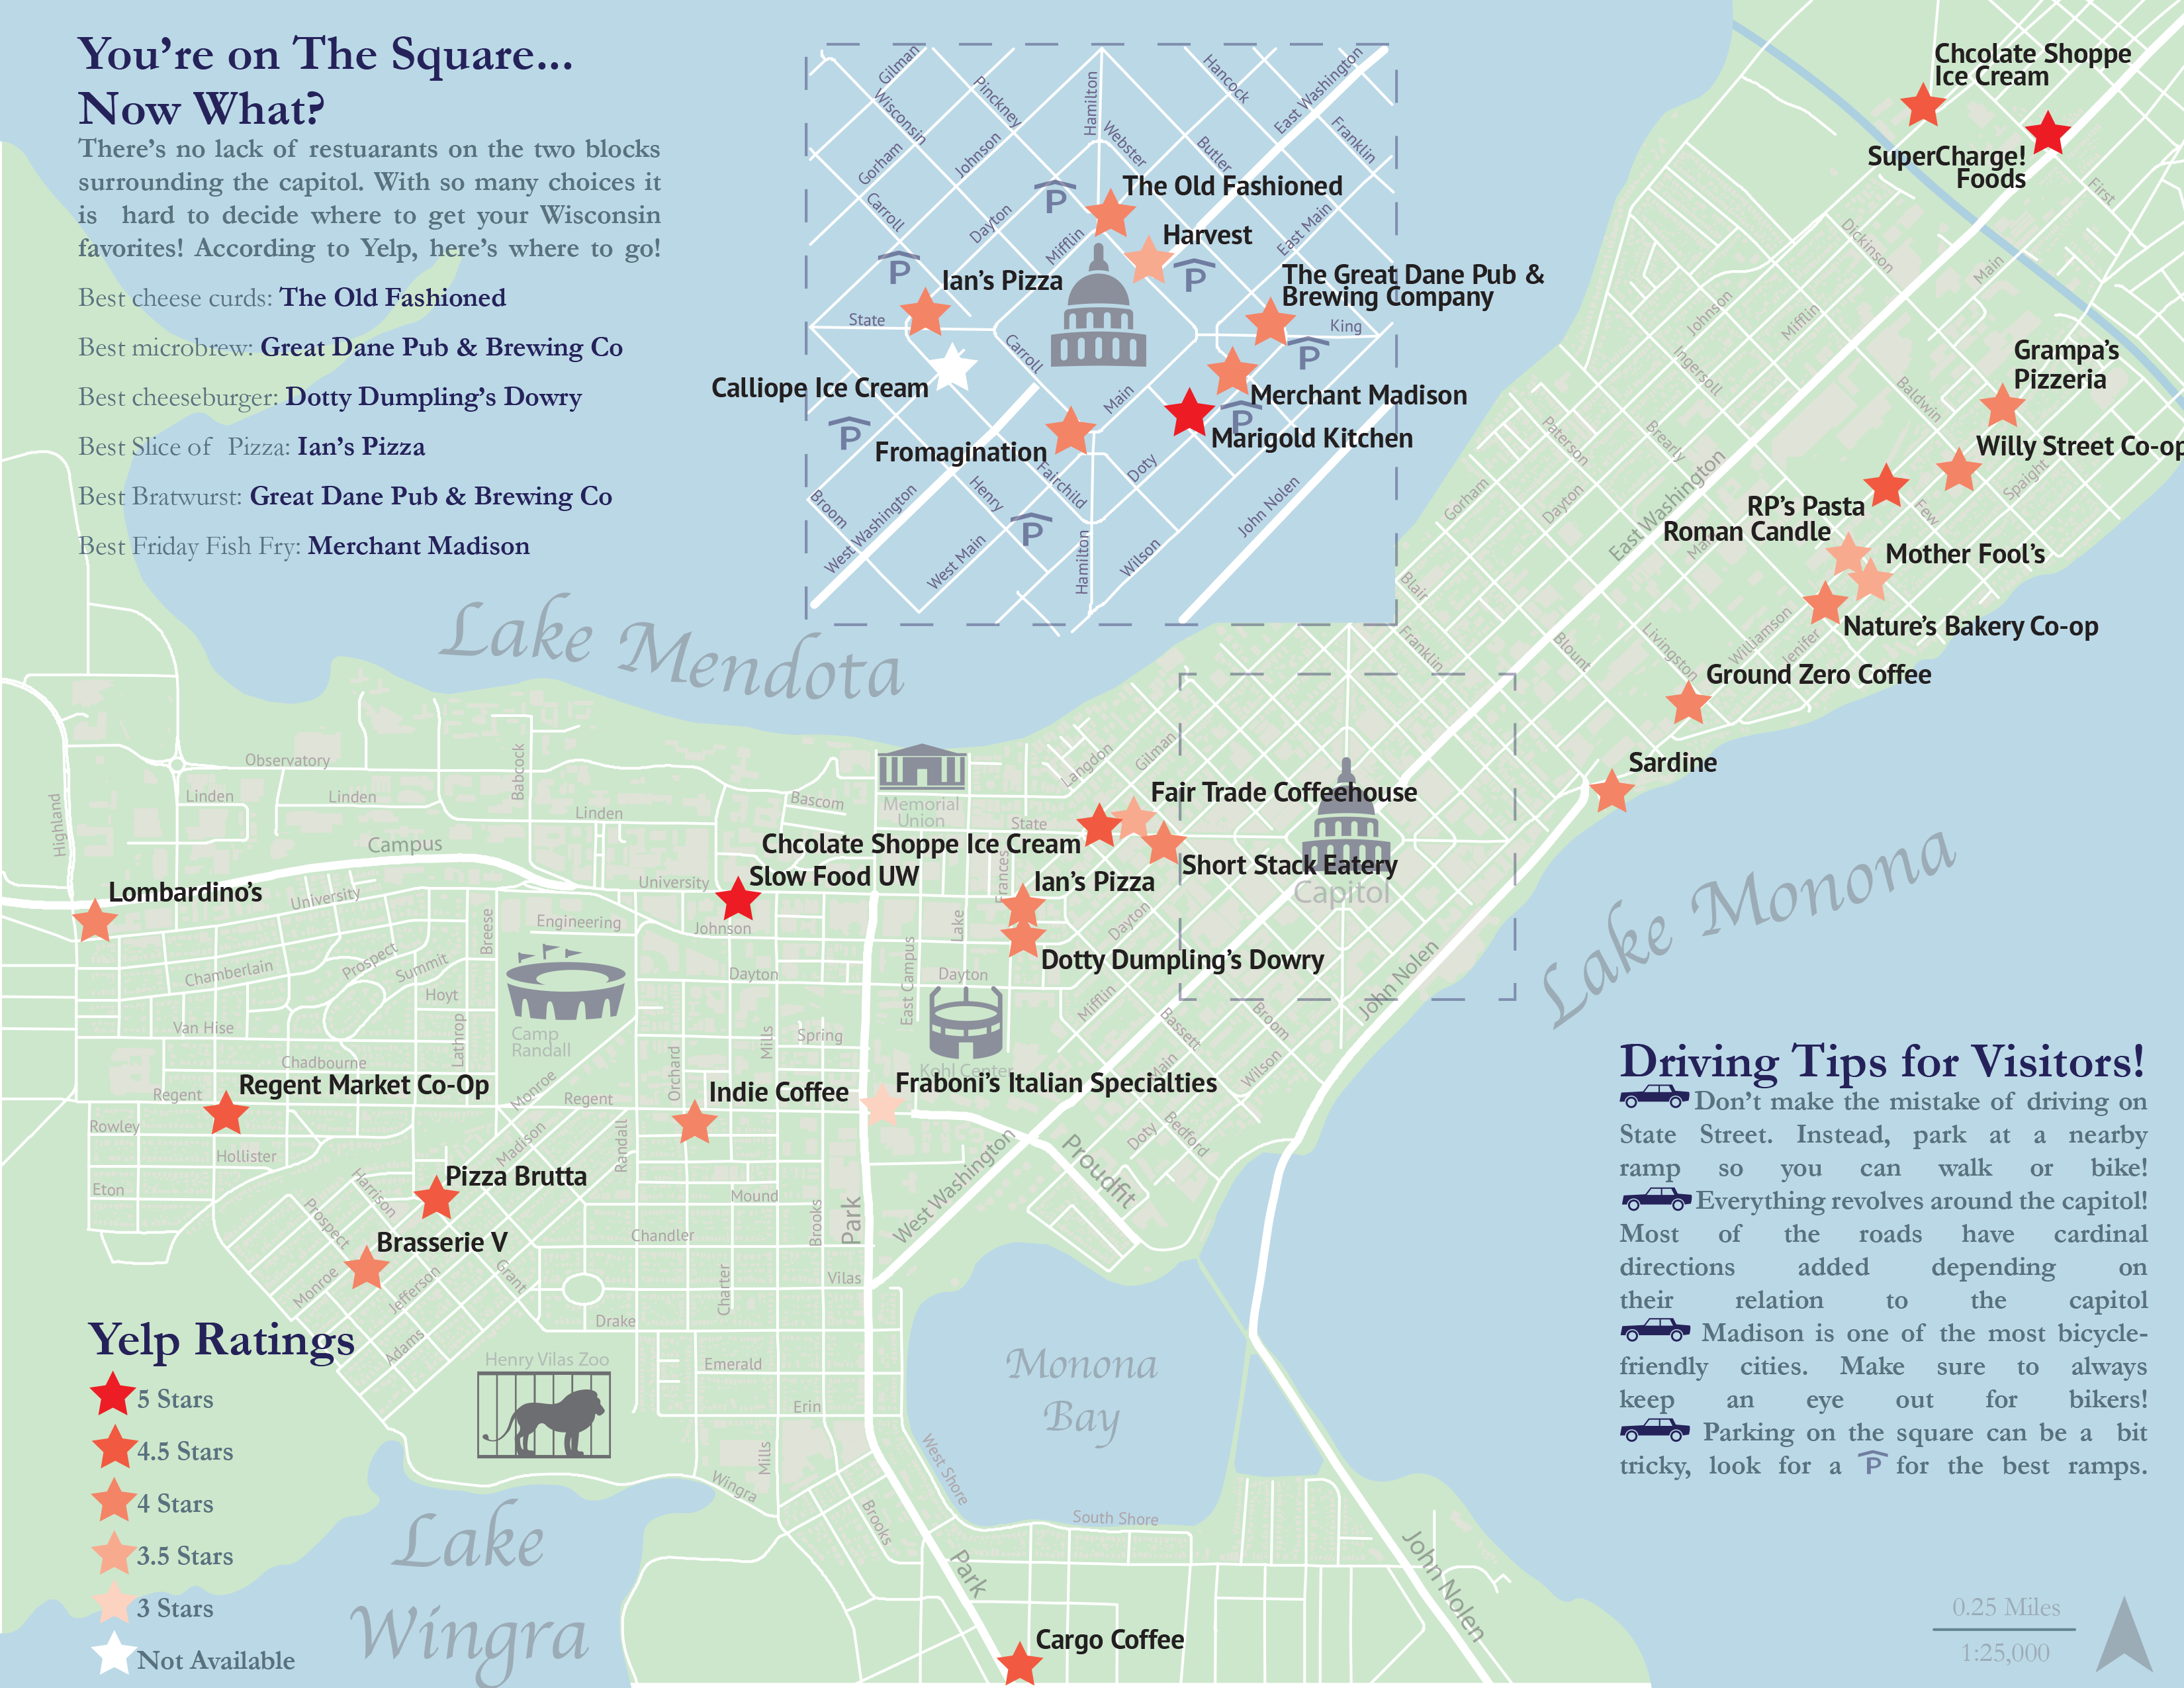 You're on The Square...
Now What?
There's no lack of restuarants on the two blocks
surrounding the capitol. With so many choices it
is hard to decide where to get your Wisconsin
favorites! According to Yelp, here's where to go!
Best cheese curds: The Old Fashioned
Best microbrew: Great Dane Pub & Brewing Co
Best cheeseburger: Dotty Dumpling's Dowry
Best Slice of Pizza: Ian's Pizza
Best Bratwurst: Great Dane Pub & Brewing Co
Best Friday Fish Fry: Merchant Madison
Gilman
Wisconsin
Pinckney
Hamilton
Hancock
East Washington
Franklin
Gorham
Johnson
Webster
Butler
Carroll
Dayton
Mifflin
East Main
P
The Old Fashioned
Harvest
P
P
Ian's Pizza
The Great Dane Pub &
Brewing Company
State
King
P
Carroll
Calliope Ice Cream
Main
Merchant Madison
P
Marigold Kitchen
P
Fromagination
Fairchild
Doty
Henry
Broom
West Washington
P
John Nolen
West Main
Hamilton
Wilson
Chcolate Shoppe
Ice Cream
SuperCharge!
Foods
First
Dickinson
Main
Johnson
Mifflin
Ingersoll
Grampa's
Pizzeria
Baldwin
Willy Street Co-op
Paterson
Brearly
East Washington
Spaight
Gorham
Dayton
RP's Pasta
Few
Roman Candle
Main
Mother Fool's
Blair
Nature's Bakery Co-op
Franklin
Blount
Livingston
Williamson
Jenifer
Ground Zero Coffee
Sardine
Lake Mendota
Lake Monona
Observatory
Babcock
Linden
Linden
Linden
Highland
Campus
Bascom
Memorial
Union
Langdon
Gilman
State
Fair Trade Coffeehouse
Chcolate Shoppe Ice Cream
Short Stack Eatery
Capitol
Slow Food UW
University
Frances
Ian's Pizza
Lombardino's
University
Engineering
Johnson
Breese
Lake
Dayton
Dotty Dumpling's Dowry
Chamberlain
Prospect
Summit
Hoyt
Dayton
East Campus
Dayton
Mifflin
John Nolen
Van Hise
Lathrop
Camp
Randall
Mills
Spring
Bassett
Broom
Chadbourne
Orchard
Kohl Center
Main
Wilson
Regent
Regent Market Co-Op
Monroe
Regent
Indie Coffee
Fraboni's Italian Specialties
Rowley
Hollister
Madison
Randall
Doty
Bedford
Proudfit
West Washington
Eton
Harrison
Pizza Brutta
Mound
Prospect
Brooks
Park
Brasserie V
Chandler
Monroe
Jefferson
Grant
Charter
Vilas
Adams
Drake
Henry Vilas Zoo
Emerald
Erin
Mills
Wingra
Monona
Bay
West Shore
South Shore
Brooks
Park
John Nolen
Lake
Wingra
Cargo Coffee
Yelp Ratings
5 Stars
4.5 Stars
4 Stars
3.5 Stars
3 Stars
Not Available
Driving Tips for Visitors!
Don't make the mistake of driving on
State Street. Instead, park at a nearby
ramp so you can walk or bike!
Everything revolves around the capitol!
Most of the roads have cardinal
directions added depending on
their relation to the capitol
Madison is one of the most bicycle-
friendly cities. Make sure to always
keep an eye out for bikers!
Parking on the square can be a bit
tricky, look for a P for the best ramps.
0.25 Miles
1:25,000